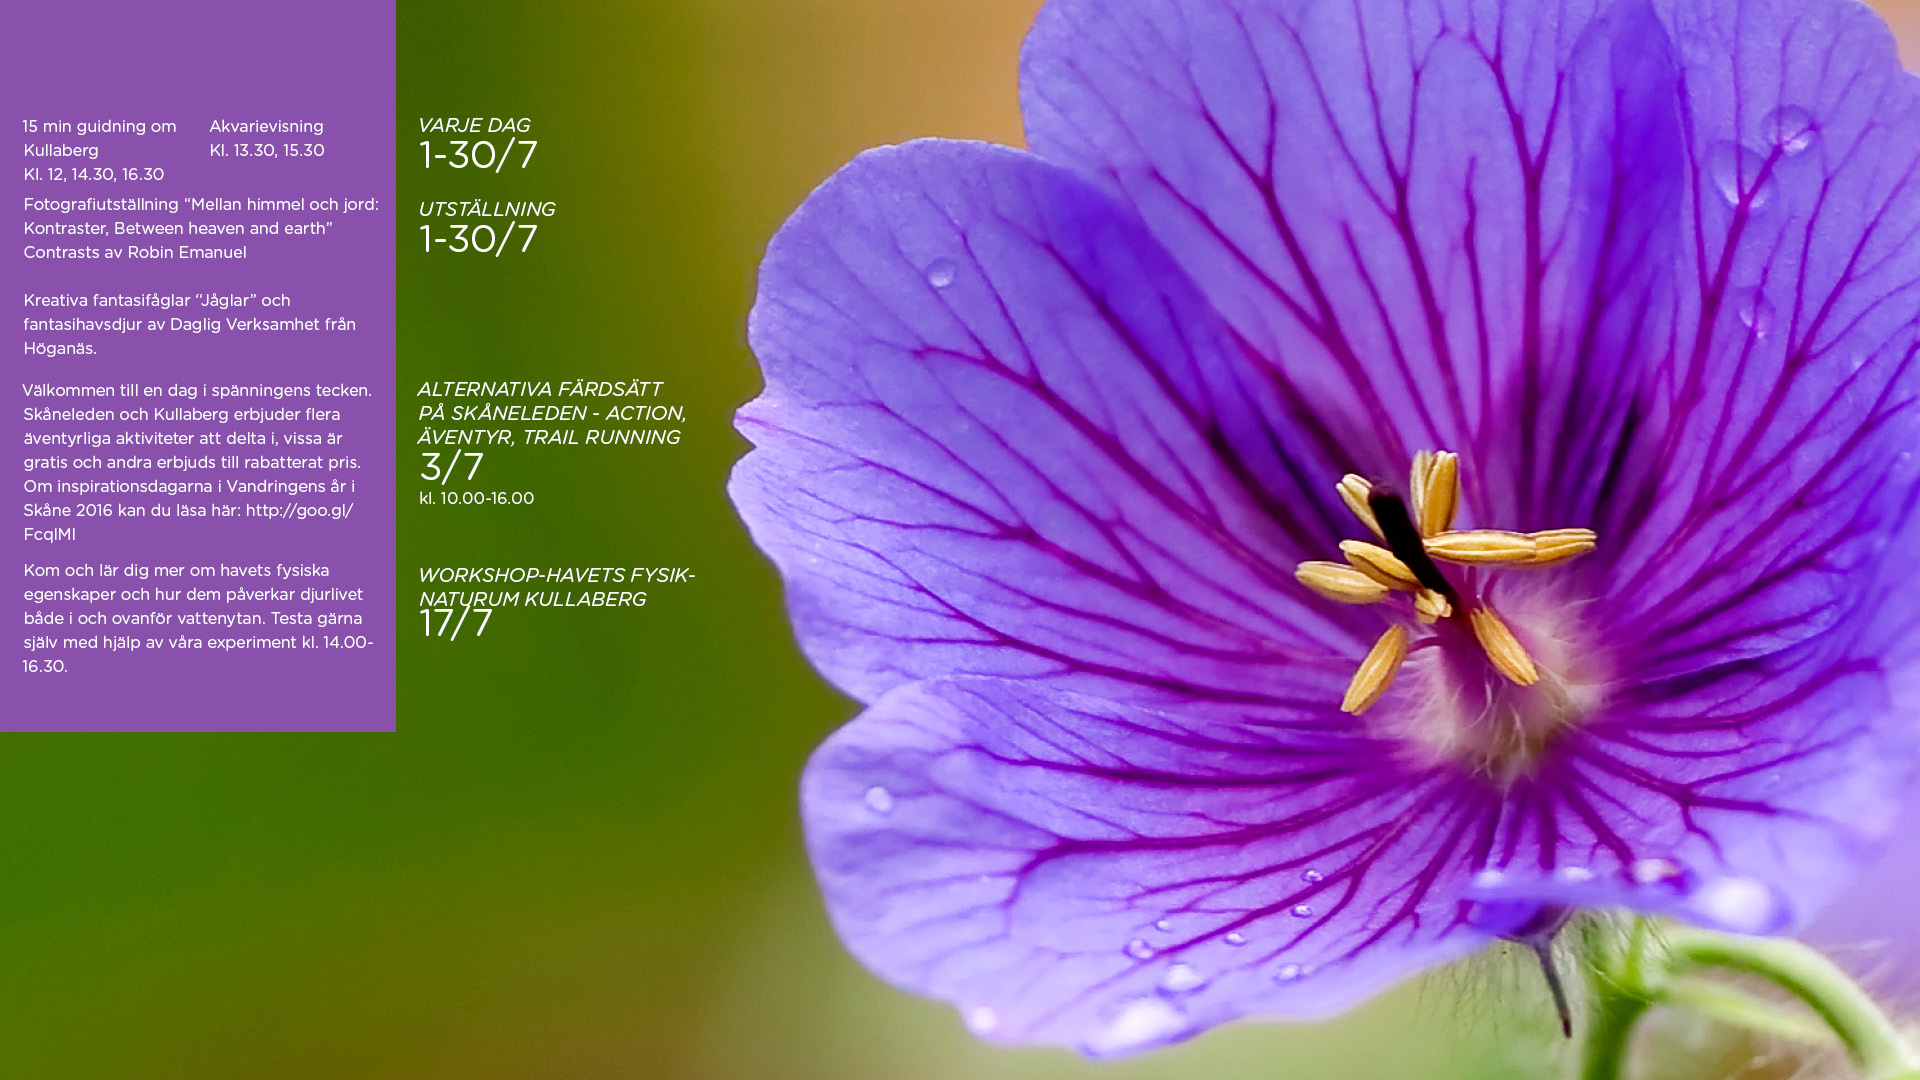 15 min guidning om
Kullaberg
Kl. 12, 14.30, 16.30
Akvarievisning
Kl. 13.30, 15.30
VARJE DAG
1-30/7
Fotografiutställning “Mellan himmel och jord:
Kontraster, Between heaven and earth”
Contrasts av Robin Emanuel
Kreativa fantasifåglar “Jåglar” och
fantasihavsdjur av Daglig Verksamhet från
Höganäs.
UTSTÄLLNING
1-30/7
Välkommen till en dag i spänningens tecken.
Skåneleden och Kullaberg erbjuder flera
äventyrliga aktiviteter att delta i, vissa är
gratis och andra erbjuds till rabatterat pris.
Om inspirationsdagarna i Vandringens år i
Skåne 2016 kan du läsa här: http://goo.gl/
FcqlMl
ALTERNATIVA FÄRDSÄTT
PÅ SKÅNELEDEN - ACTION,
ÄVENTYR, TRAIL RUNNING
3/7
kl. 10.00-16.00
Kom och lär dig mer om havets fysiska
egenskaper och hur dem påverkar djurlivet
både i och ovanför vattenytan. Testa gärna
själv med hjälp av våra experiment kl. 14.00-
16.30.
WORKSHOP-HAVETS FYSIK-
NATURUM KULLABERG
17/7